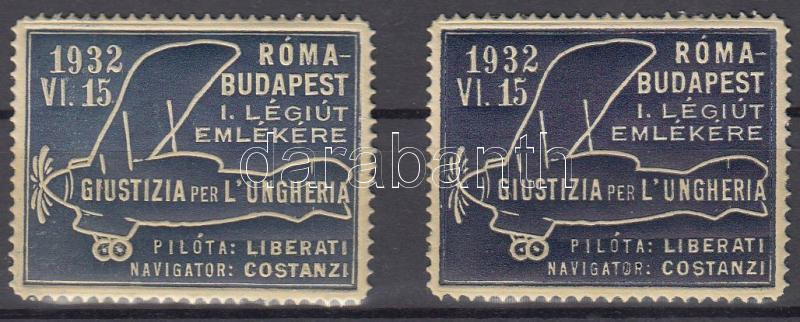 1932
VI. 15.
RÓMA-
BUDAPEST
I. LÉGIÚT
EMLÉKÉRE
GIUSTIZIA PER L'UNGHERIA
PILÓTA: LIBERATI
NAVIGATOR: COSTANZI
1932
VI. 15
RÓMA-
BUDAPEST
I. LÉGIÚT
EMLÉKÉRE
GIUSTIZIA PER L'UNGHERIA
PILÓTA: LIBERATI
NAVIGATOR: COSTANZI
darabanth